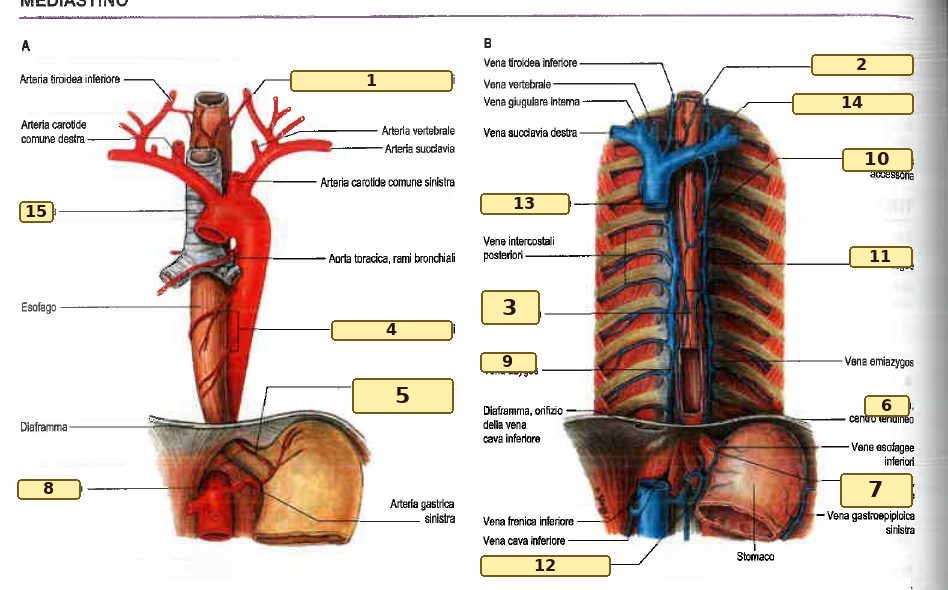 MEDIASTINO
A
Arteria tiroidea inferiore
1
Arteria carotide
comune destra
Arteria vertebrale
Arteria succlavia
Arteria carotide comune sinistra
15
Aorta toracica, rami bronchiali
Esofago
4
5
Diaframma
8
Arteria gastrica
sinistra
B
Vena tiroidea inferiore
2
Vena vertebrale
Vena giugulare interna
14
Vena succlavia destra
10
accessoria
13
Vene intercostali
posteriori
11
3
9
Vena emiazygos
6
Diaframma, orifizio
della vena
cava inferiore
Vene esofagee
inferiori
7
Vena gastroepiploica
sinistra
Vena frenica inferiore
Vena cava inferiore
Stomaco
12